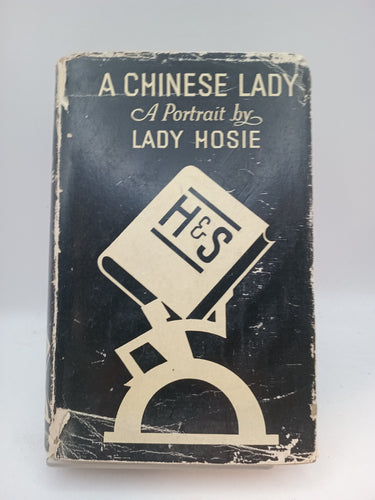 A CHINESE LADY
A Portrait by
LADY HOSIE
H&S